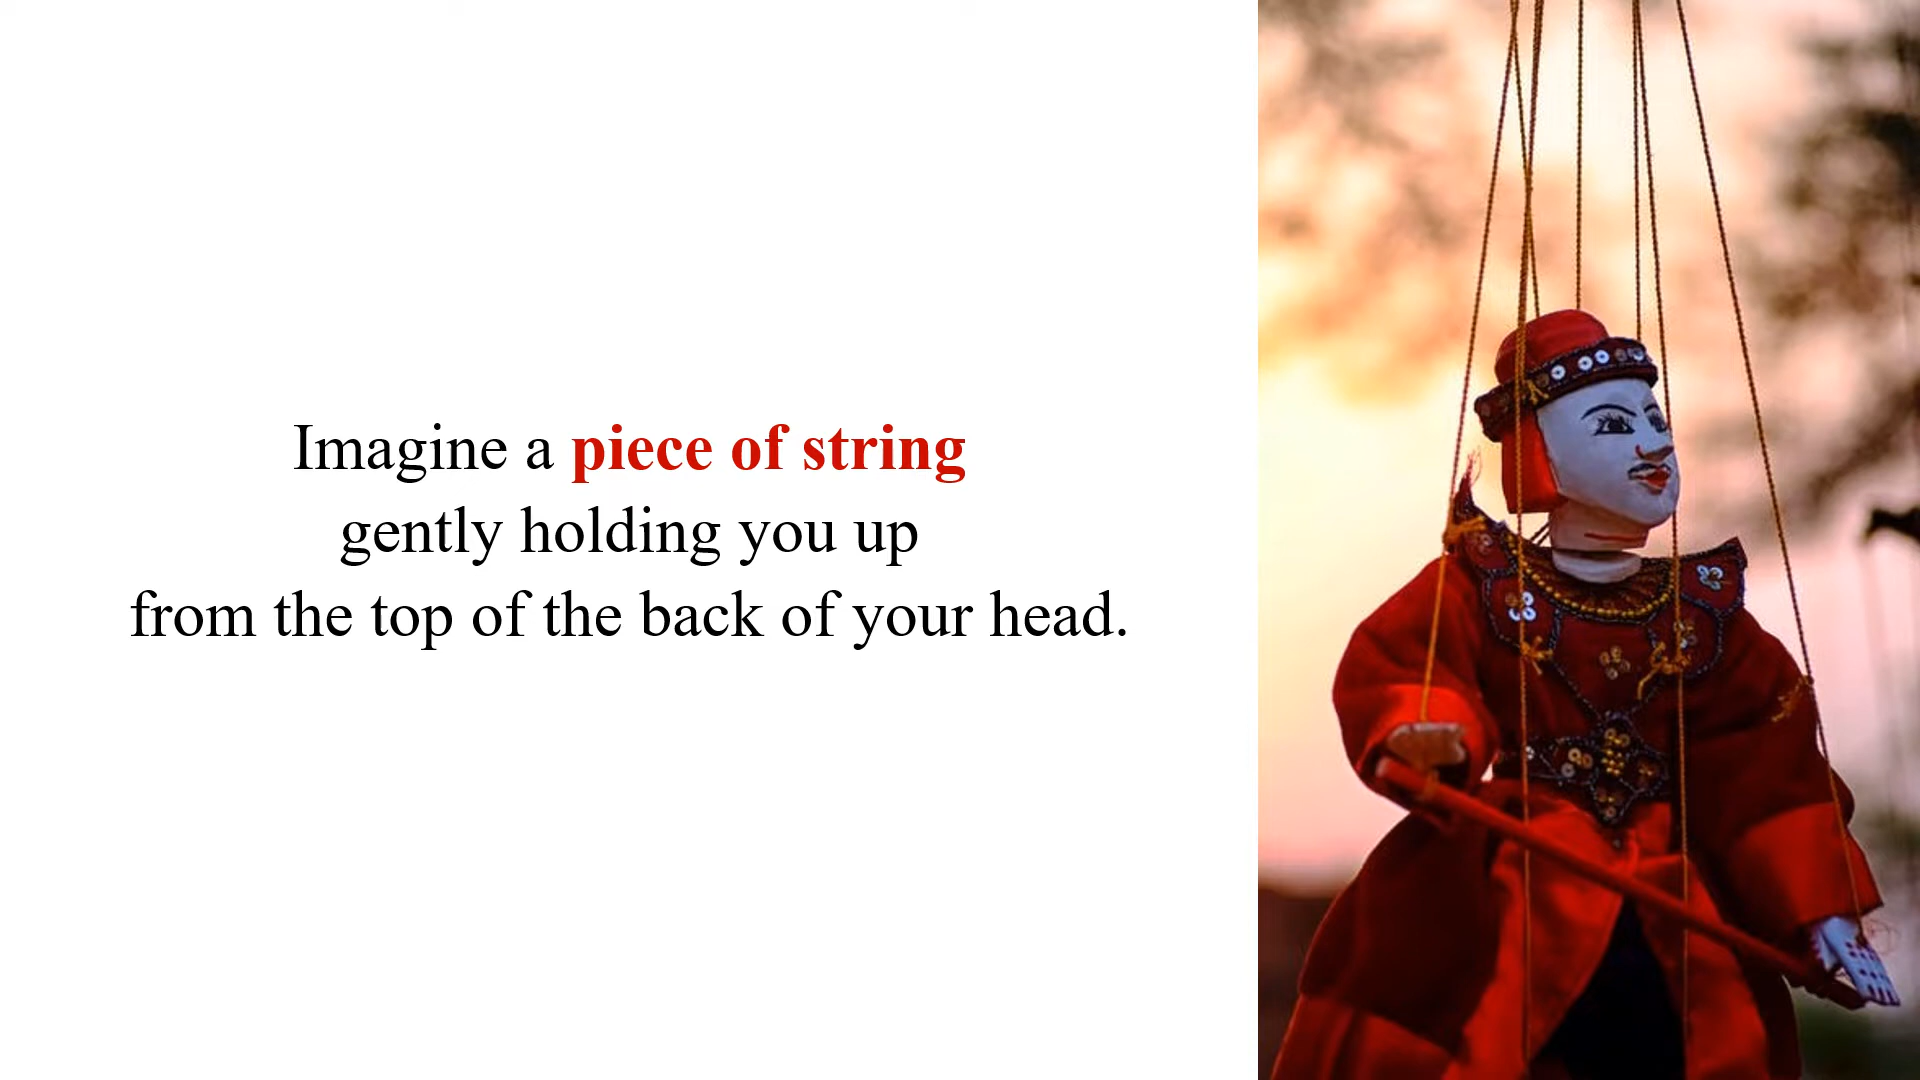 Imagine a piece of string
gently holding you up
from the top of the back of your head.